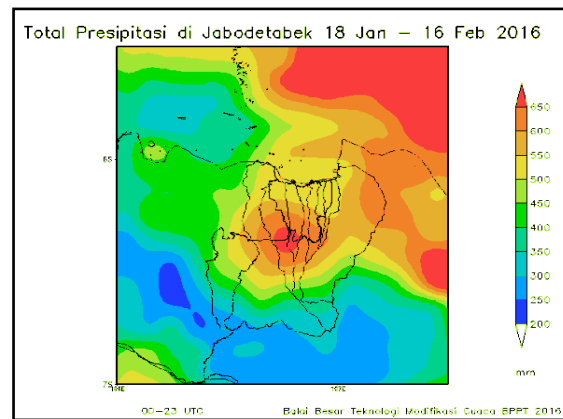 Total Presipitasi di Jabodetabek 18 Jan – 16 Feb 2016
650
600
6S
550
500
450
400
350
300
250
200
7S
mm
00–23 UTC
Balai Besar Teknologi Modifikasi Cuaca BPPT 2016